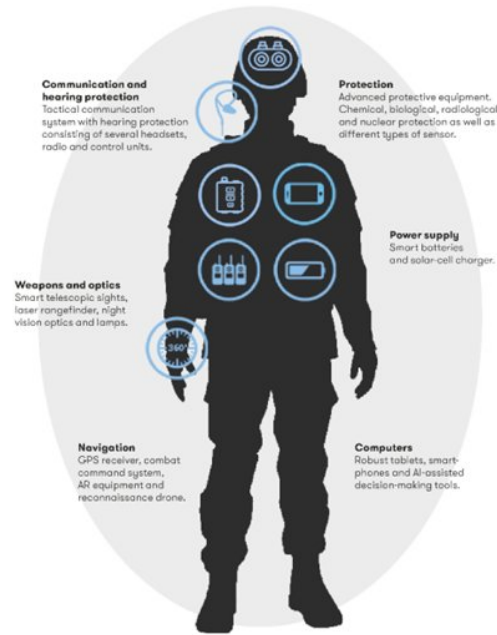 Communication and
hearing protection
Tactical communication
system with hearing protection
consisting of several headsets,
radio and control units.
Protection
Advanced protective equipment.
Chemical, biological, radiological
and nuclear protection as well as
different types of sensor.
Power supply
Smart batteries
and solar-cell charger.
Weapons and optics
Smart telescopic sights,
laser rangefinder, night
vision optics and lamps.
360°
Navigation
GPS receiver, combat
command system,
AR equipment and
reconnaissance drone.
Computers
Robust tablets, smart-
phones and AI-assisted
decision-making tools.